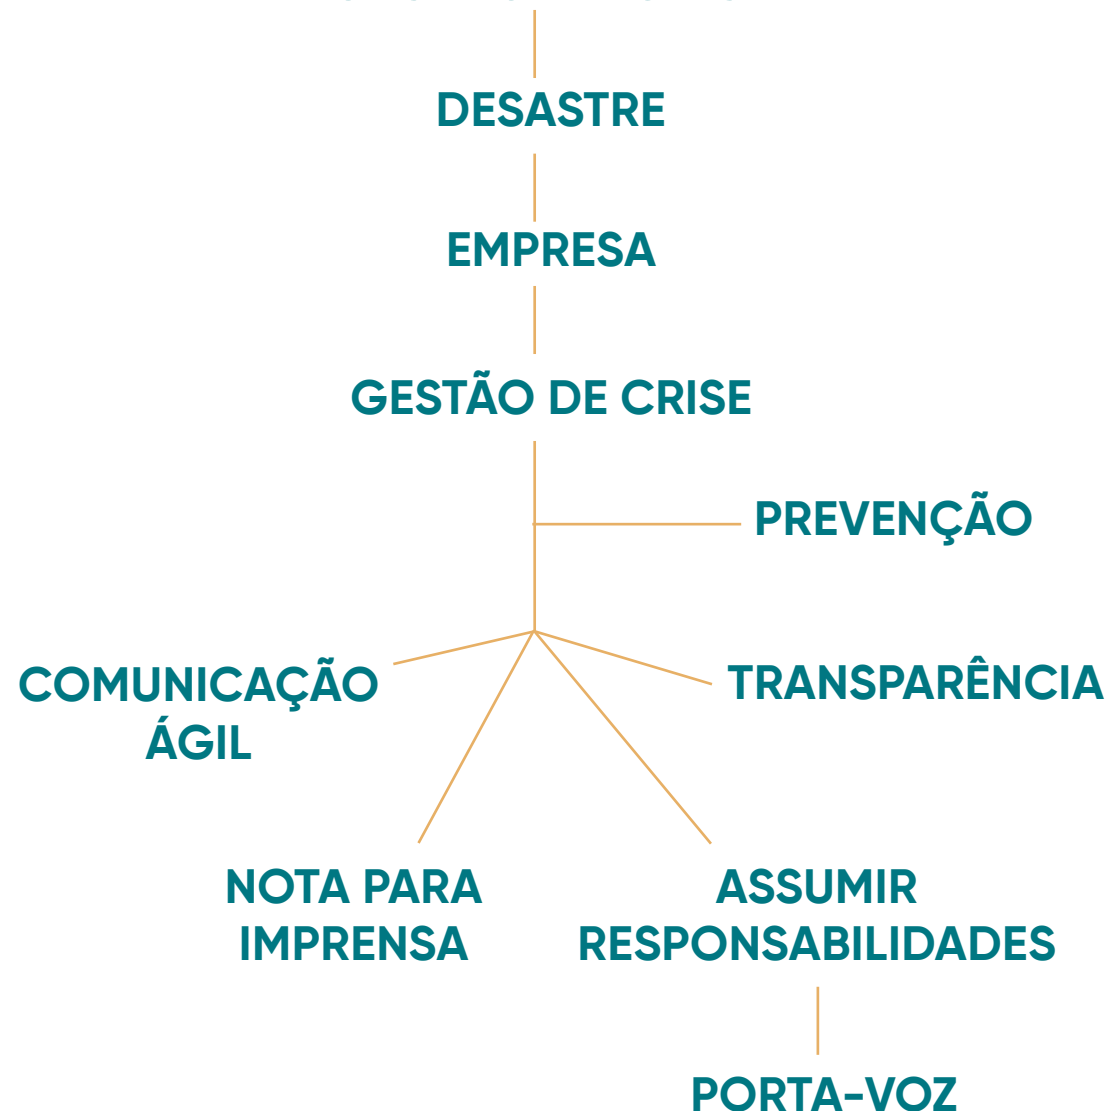 DESASTRE
EMPRESA
GESTÃO DE CRISE
PREVENÇÃO
COMUNICAÇÃO
ÁGIL
TRANSPARÊNCIA
NOTA PARA
IMPRENSA
ASSUMIR
RESPONSABILIDADES
PORTA-VOZ